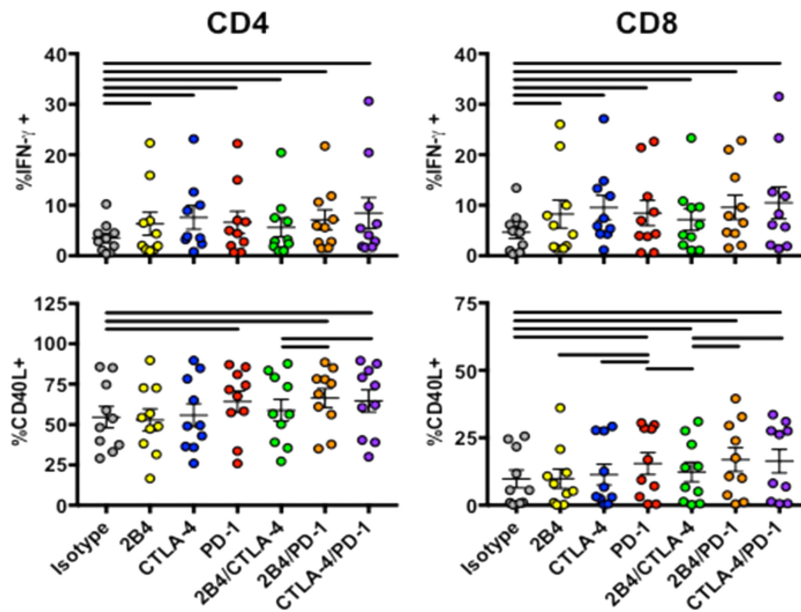 CD4
CD8
%IFN-γ +
40
30
20
10
0
%IFN-γ +
40
30
20
10
0
%CD40L+
125
100
75
50
25
0
%CD40L+
75
50
25
0
Isotype
2B4
CTLA-4
PD-1
2B4/CTLA-4
2B4/PD-1
CTLA-4/PD-1
Isotype
2B4
CTLA-4
PD-1
2B4/CTLA-4
2B4/PD-1
CTLA-4/PD-1